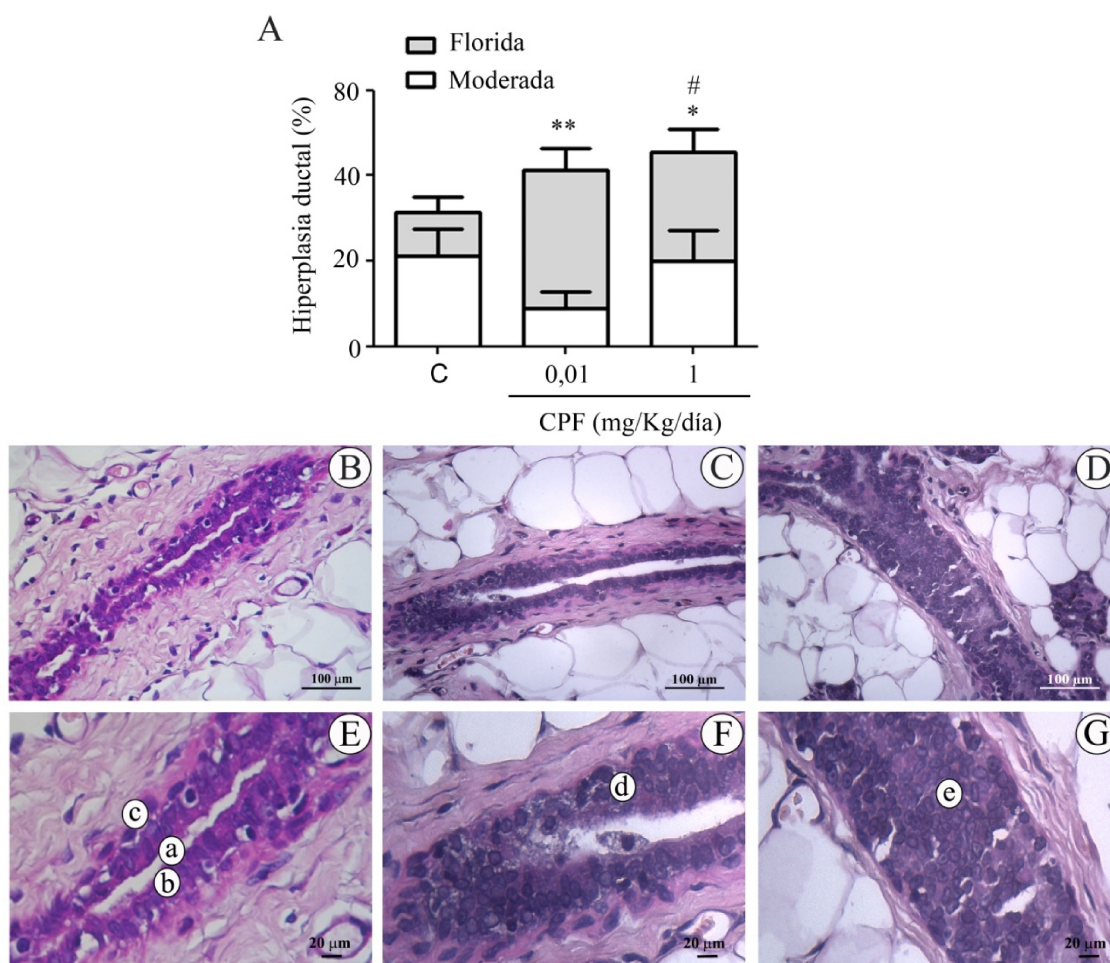 A
Florida
Moderada
Hiperplasia ductal (%)
80
40
20
0
**
#
*
C
0,01
1
CPF (mg/Kg/día)
B
100 µm
C
100 µm
D
100 µm
E
c
a
b
20 µm
F
d
20 µm
G
e
20 µm